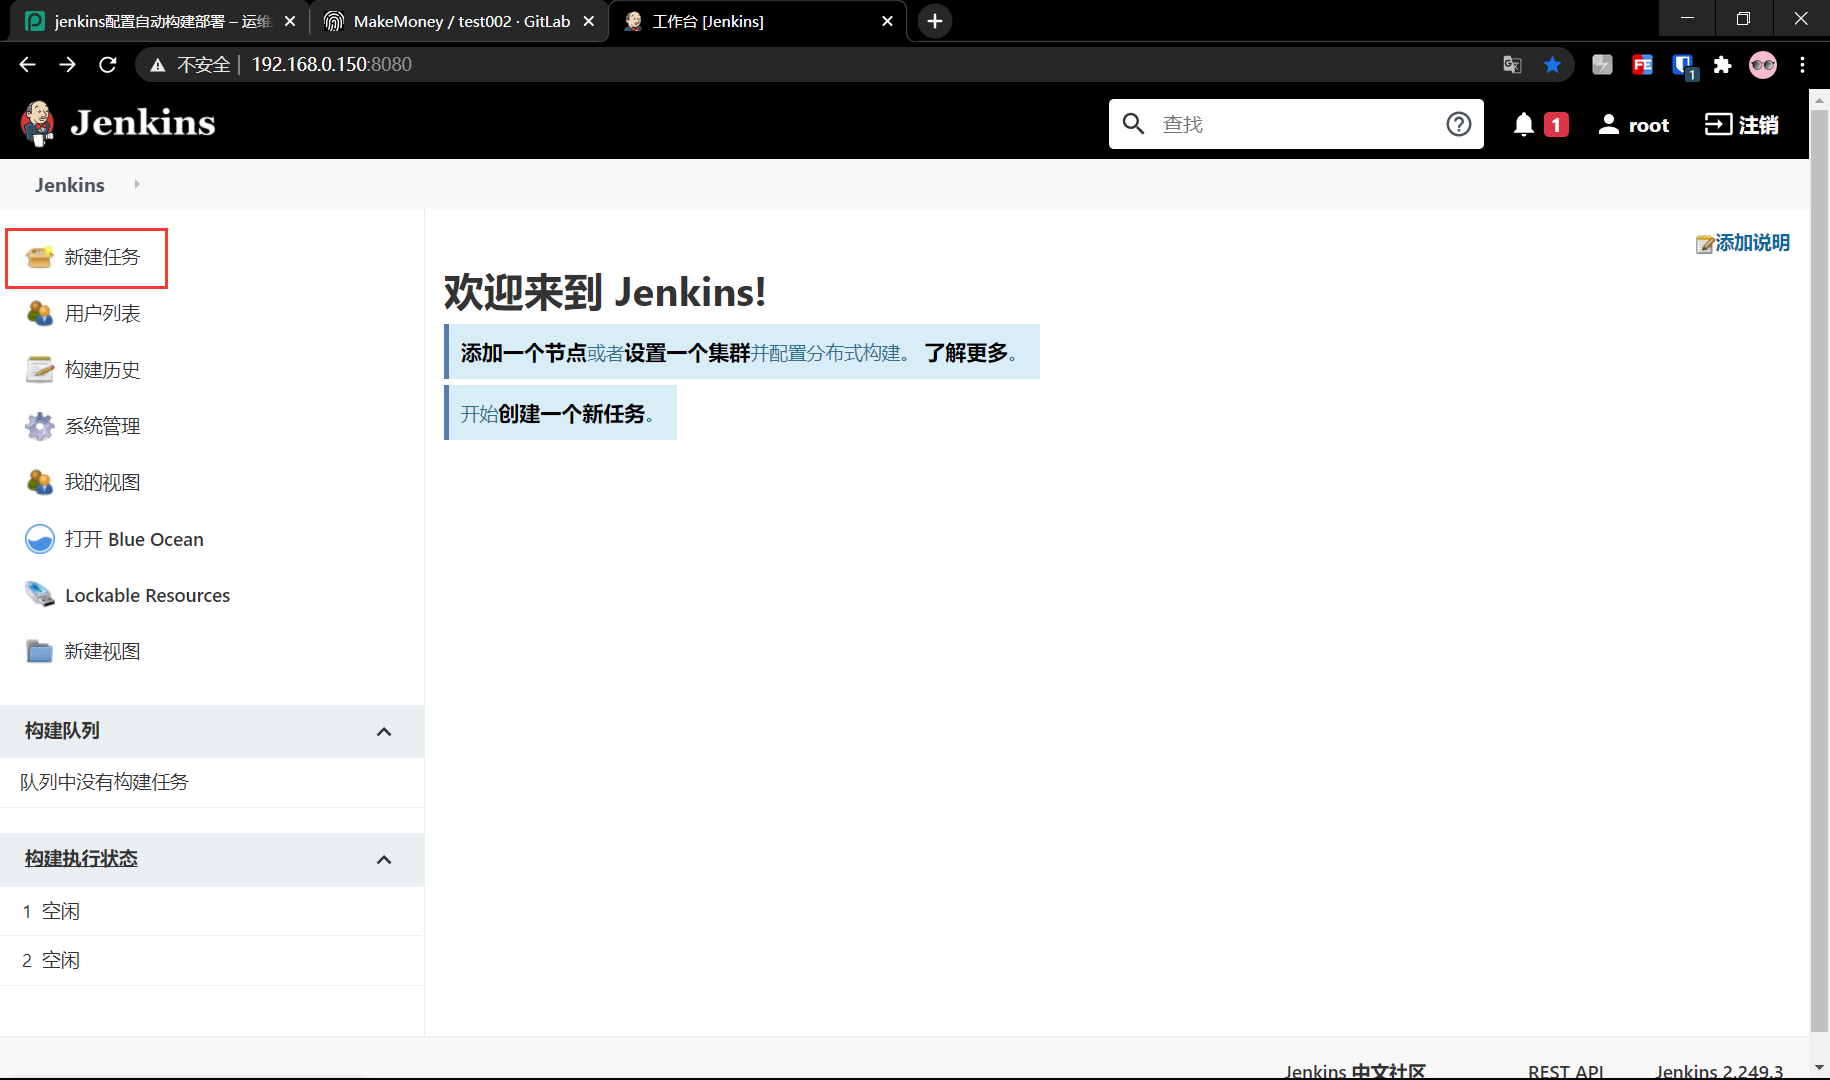 jenkins配置自动构建部署 – 运维
MakeMoney / test002 · GitLab
工作台 [Jenkins]
不安全 | 192.168.0.150:8080
FE
1
Jenkins
查找
1
root
注销
Jenkins
新建任务
用户列表
构建历史
系统管理
我的视图
打开 Blue Ocean
Lockable Resources
新建视图
构建队列
队列中没有构建任务
构建执行状态
1 空闲
2 空闲
添加说明
欢迎来到 Jenkins!
添加一个节点或者设置一个集群并配置分布式构建。 了解更多。
开始创建一个新任务。
Jenkins 中文社区
REST API
Jenkins 2.249.3